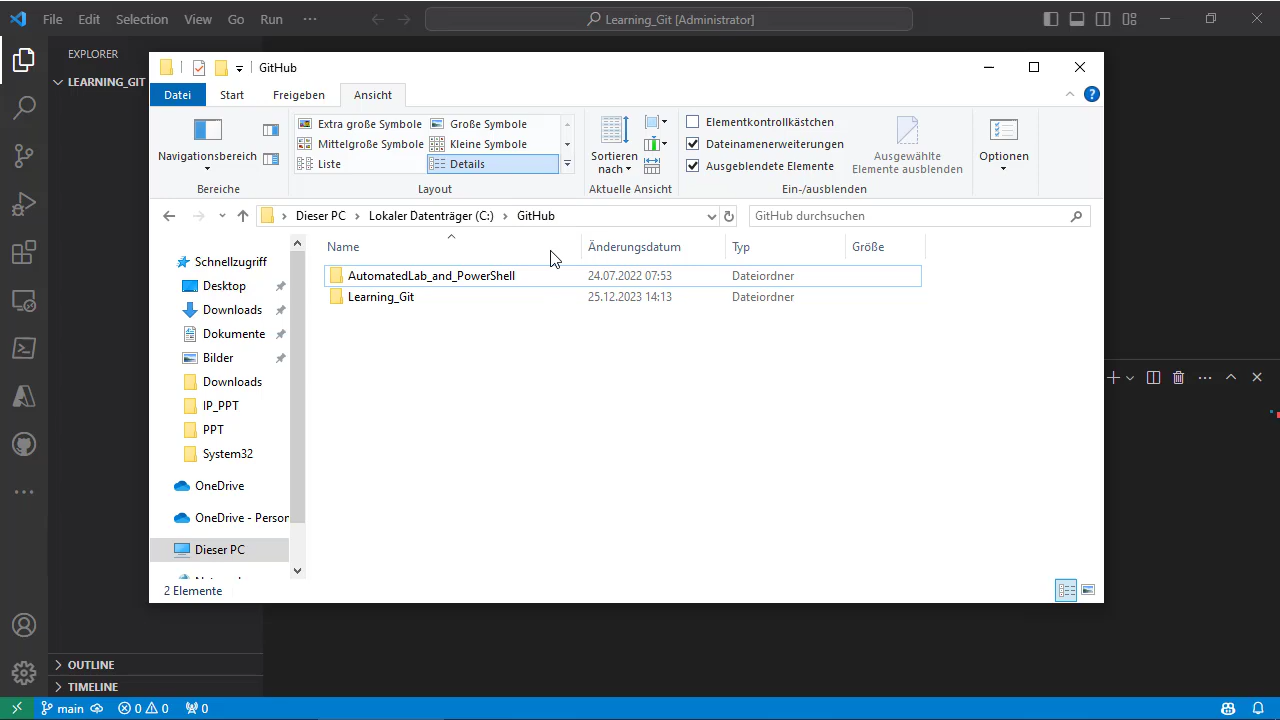 File Edit Selection View Go Run ··· Learning_Git [Administrator]
EXPLORER
LEARNING_GIT
GitHub
Datei Start Freigeben Ansicht
Navigationsbereich
Bereiche
Extra große Symbole Große Symbole
Mittelgroße Symbole Kleine Symbole
Liste Details
Layout
Sortieren
nach
Aktuelle Ansicht
Elementkontrollkästchen
Dateinamenerweiterungen
Ausgeblendete Elemente
Ausgewählte
Elemente ausblenden
Ein-/ausblenden
Optionen
Dieser PC Lokaler Datenträger (C:) GitHub
GitHub durchsuchen
Name Änderungsdatum Typ Größe
AutomatedLab_and_PowerShell 24.07.2022 07:53 Dateiordner
Learning_Git 25.12.2023 14:13 Dateiordner
Schnellzugriff
Desktop
Downloads
Dokumente
Bilder
Downloads
IP_PPT
PPT
System32
OneDrive
OneDrive - Person
Dieser PC
2 Elemente
OUTLINE
TIMELINE
main 0 0 0